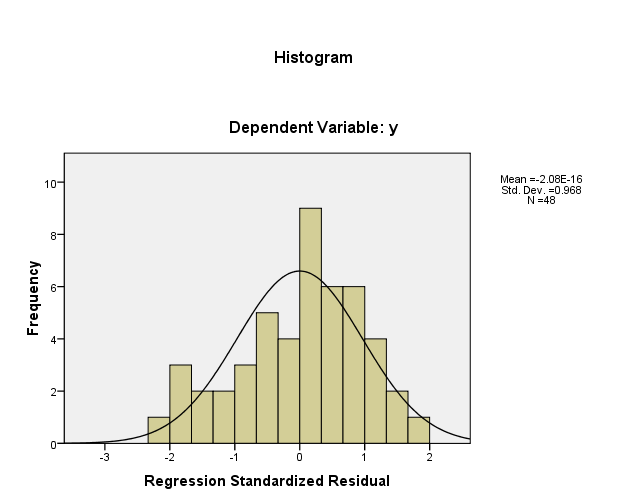 Histogram
Dependent Variable: y
Mean =-2.08E-16
Std. Dev. =0.968
N =48
10
8
6
4
2
0
Frequency
-3 -2 -1 0 1 2
Regression Standardized Residual